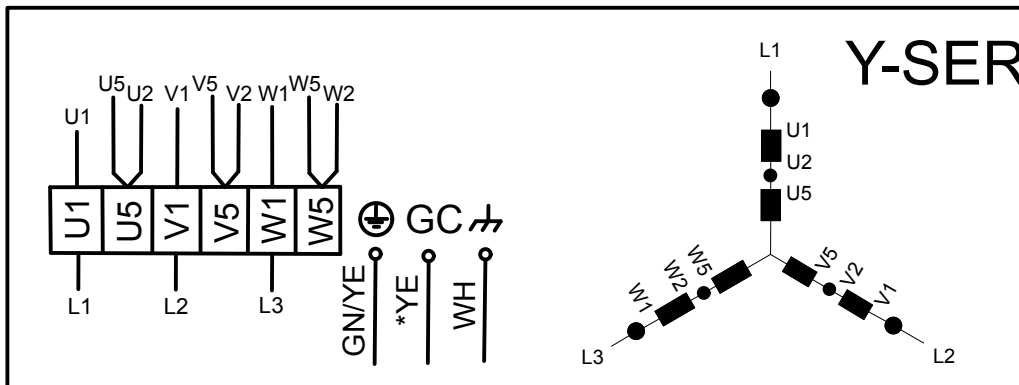 Y-SER
U1 U5 U2 V1 V5 V2 W1 W5 W2
U1 U5 V1 V5 W1 W5
L1 L2 L3
GC
GN/YE *YE WH
L1
U1
U2
U5
W5 W2 W1
L3
V5 V2 V1
L2